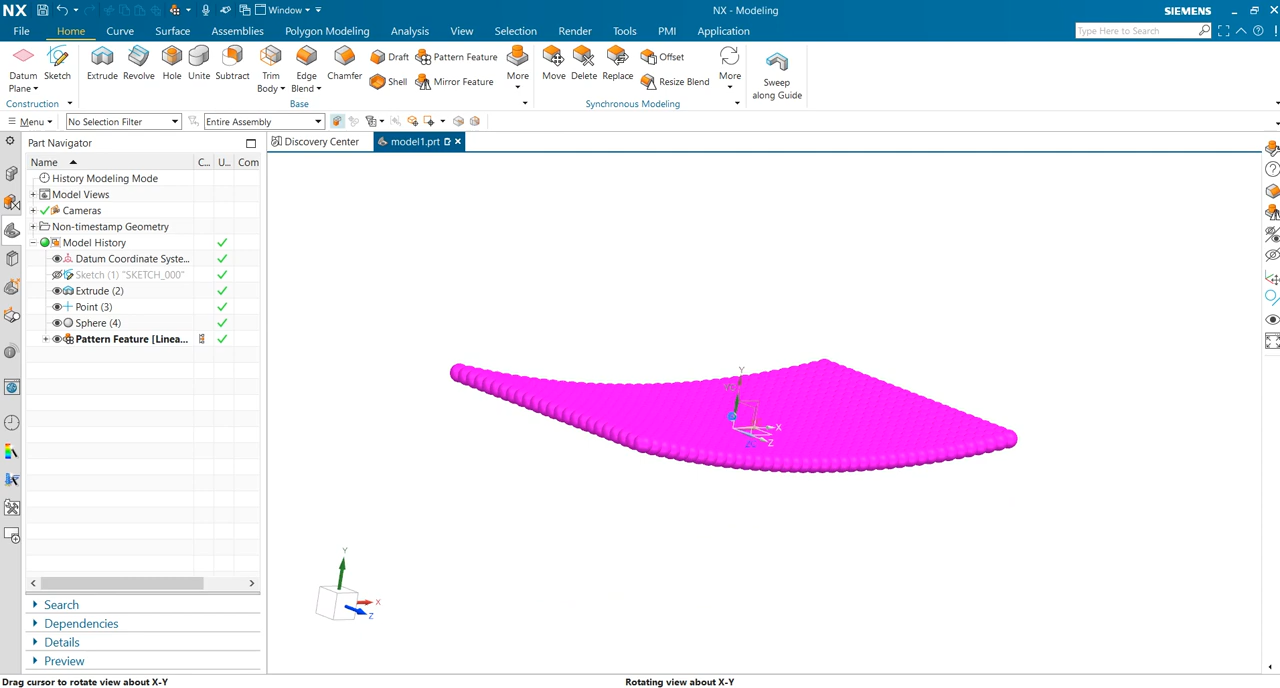 NX Window NX - Modeling SIEMENS
File Home Curve Surface Assemblies Polygon Modeling Analysis View Selection Render Tools PMI Application Type Here to Search
Datum Plane Sketch Extrude Revolve Hole Unite Subtract Trim Body Edge Blend Chamfer Draft Pattern Feature More Move Delete Replace Offset More Sweep along Guide
Shell Mirror Feature Resize Blend
Construction Base Synchronous Modeling
Menu No Selection Filter Entire Assembly
Part Navigator Discovery Center model1.prt
Name C... U... Com
History Modeling Mode
Model Views
Cameras
Non-timestamp Geometry
Model History
Datum Coordinate Syste...
Sketch (1) "SKETCH_000"
Extrude (2)
Point (3)
Sphere (4)
Pattern Feature [Linea...
Y
X
Z
Y
X
Z
Search
Dependencies
Details
Preview
Drag cursor to rotate view about X-Y Rotating view about X-Y